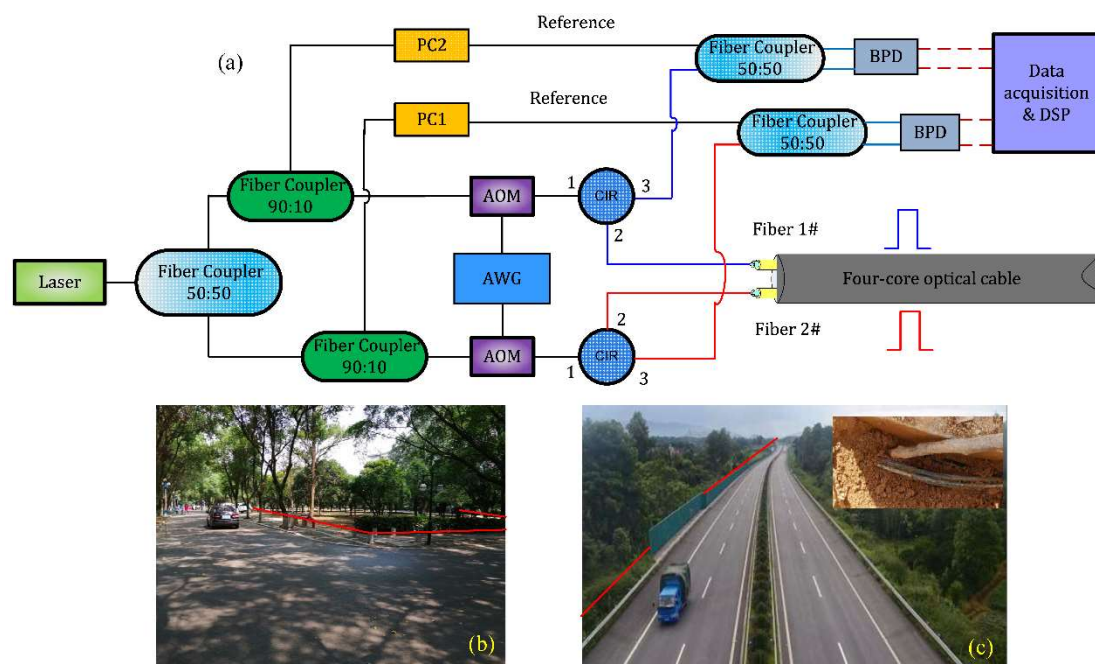 (a)
Reference
PC2
Fiber Coupler
50:50
BPD
Data
acquisition
& DSP
Reference
PC1
Fiber Coupler
50:50
BPD
Fiber Coupler
90:10
AOM
1
CIR
3
2
Fiber 1#
Laser
Fiber Coupler
50:50
AWG
Four-core optical cable
Fiber 2#
Fiber Coupler
90:10
AOM
1
2
CIR
3
(b)
(c)